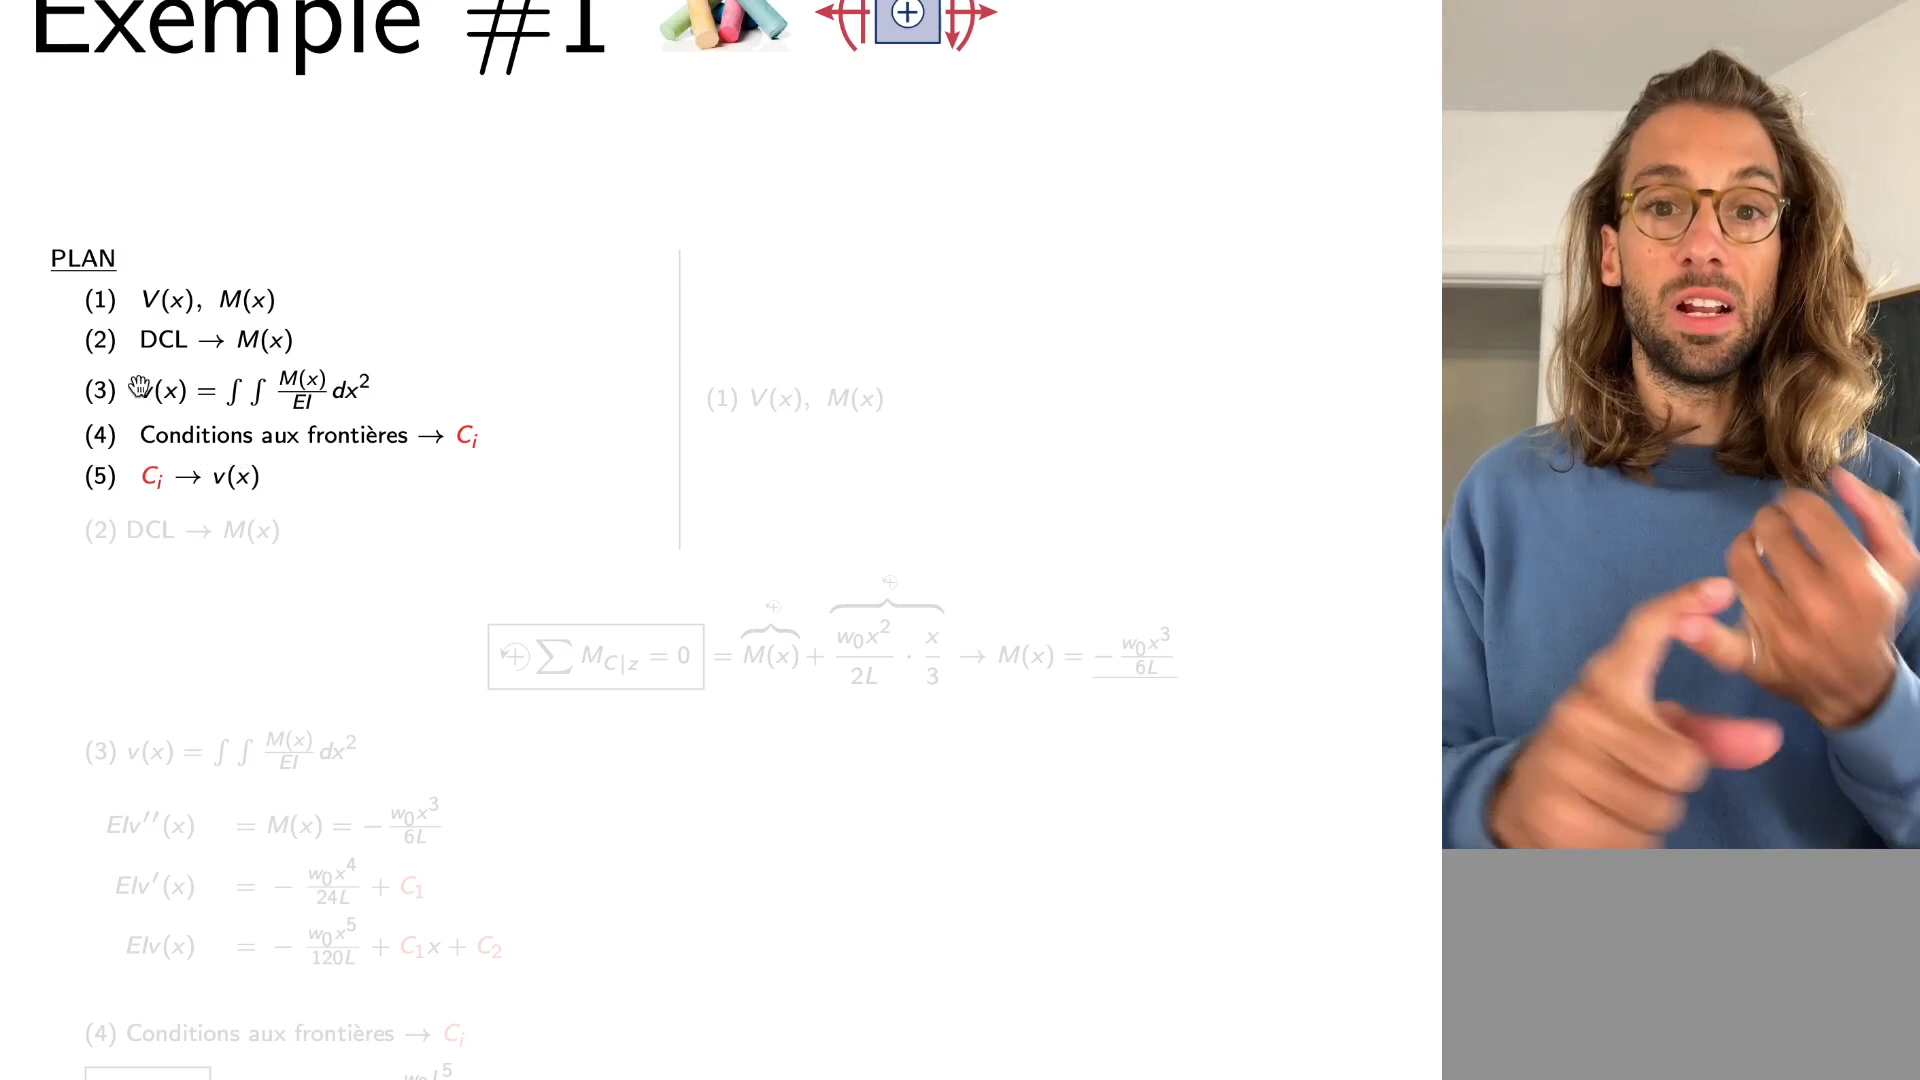 Exemple #1
+
PLAN
(1) V(x), M(x)
(2) DCL → M(x)
(3) v(x) = ∫ ∫ M(x)/EI dx²
(4) Conditions aux frontières → Cᵢ
(5) Cᵢ → v(x)
(1) V(x), M(x)
(2) DCL → M(x)
+ ∑ M_C|z = 0 = M(x) + w₀x²/2L · x/3 → M(x) = − w₀x³/6L
(3) v(x) = ∫ ∫ M(x)/EI dx²
EIv′′(x) = M(x) = − w₀x³/6L
EIv′(x) = − w₀x⁴/24L + C₁
EIv(x) = − w₀x⁵/120L + C₁x + C₂
(4) Conditions aux frontières → Cᵢ